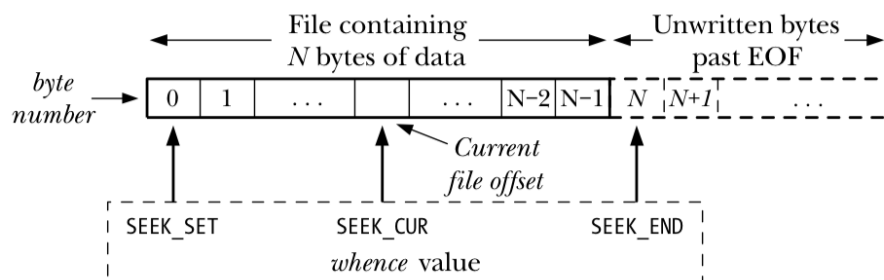 File containing
N bytes of data
Unwritten bytes
past EOF
byte
number
0 1 ... ... N−2 N−1 N N+1 ...
Current
file offset
SEEK_SET SEEK_CUR SEEK_END
whence value